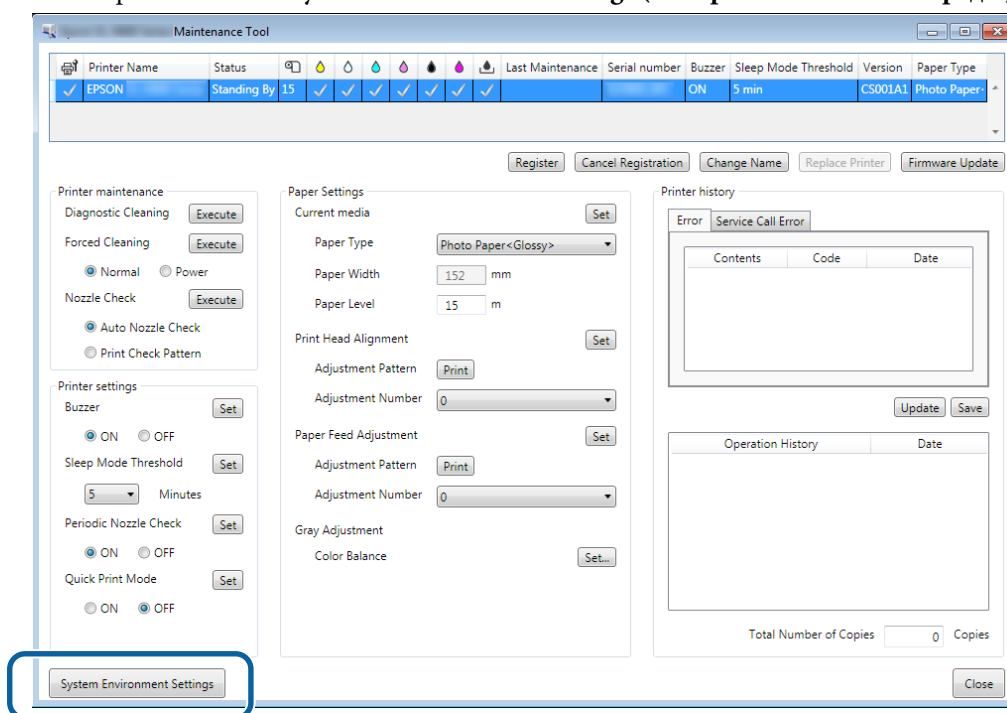 Maintenance Tool
Printer Name Status Last Maintenance Serial number Buzzer Sleep Mode Threshold Version Paper Type
EPSON Standing By 15 ON 5 min CS001A1 Photo Paper
Register Cancel Registration Change Name Replace Printer Firmware Update
Printer maintenance
Diagnostic Cleaning Execute
Forced Cleaning Execute
Normal Power
Nozzle Check Execute
Auto Nozzle Check
Print Check Pattern
Printer settings
Buzzer Set
ON OFF
Sleep Mode Threshold Set
5 Minutes
Periodic Nozzle Check Set
ON OFF
Quick Print Mode Set
ON OFF
Paper Settings
Current media Set
Paper Type Photo Paper<Glossy>
Paper Width 152 mm
Paper Level 15 m
Print Head Alignment Set
Adjustment Pattern Print
Adjustment Number 0
Paper Feed Adjustment Set
Adjustment Pattern Print
Adjustment Number 0
Gray Adjustment
Color Balance Set...
Printer history
Error Service Call Error
Contents Code Date
Update Save
Operation History Date
Total Number of Copies 0 Copies
System Environment Settings Close